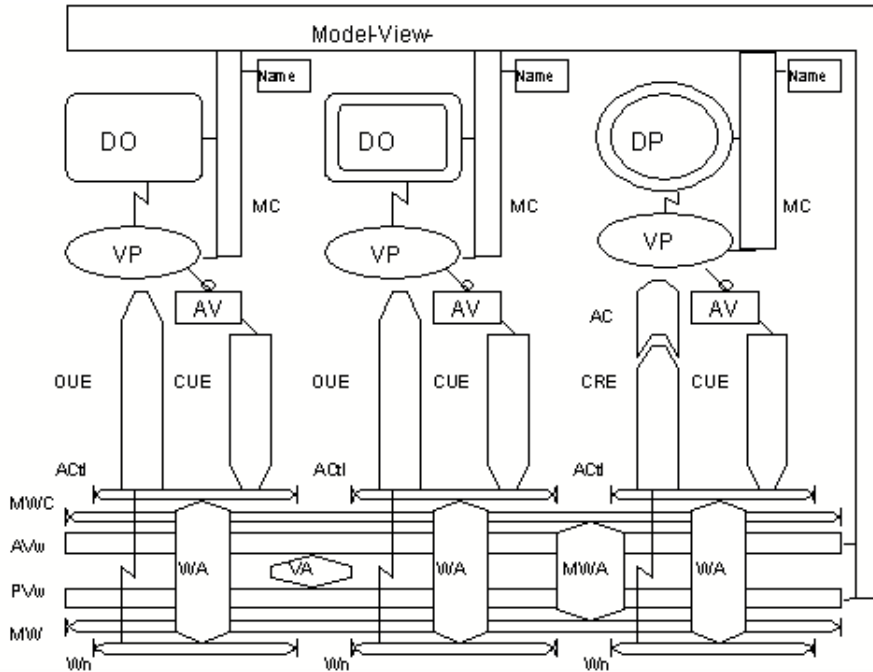 Model-View-
Name Name Name
DO DO DP
MC MC MC
VP VP VP
AV AV AC AV
OUE CUE OUE CUE CRE CUE
ACtl ACtl ACtl
MWC
AVw
WA VA WA MWA WA
PVw
MW
Wn Wn Wn